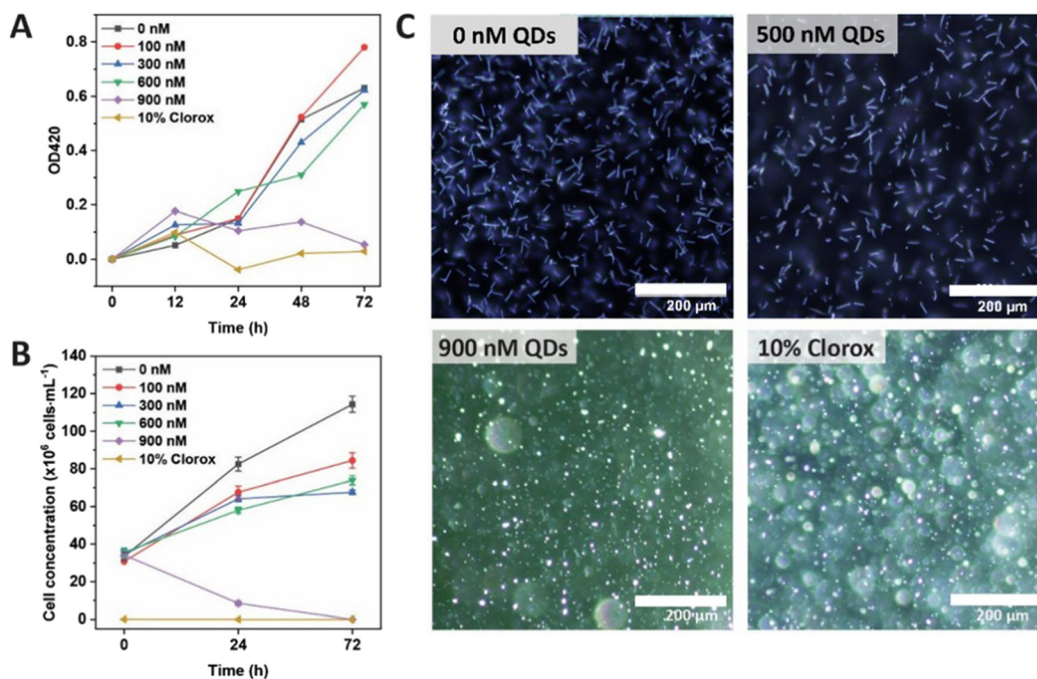 A
0 nM
100 nM
300 nM
600 nM
900 nM
10% Clorox
0.8
0.6
0.4
0.2
0.0
OD420
0 12 24 48 72
Time (h)
B
0 nM
100 nM
300 nM
600 nM
900 nM
10% Clorox
140
120
100
80
60
40
20
0
Cell concentration (x10⁶ cells·mL⁻¹)
0 24 72
Time (h)
C
0 nM QDs
200 µm
500 nM QDs
200 µm
900 nM QDs
200 µm
10% Clorox
200 µm